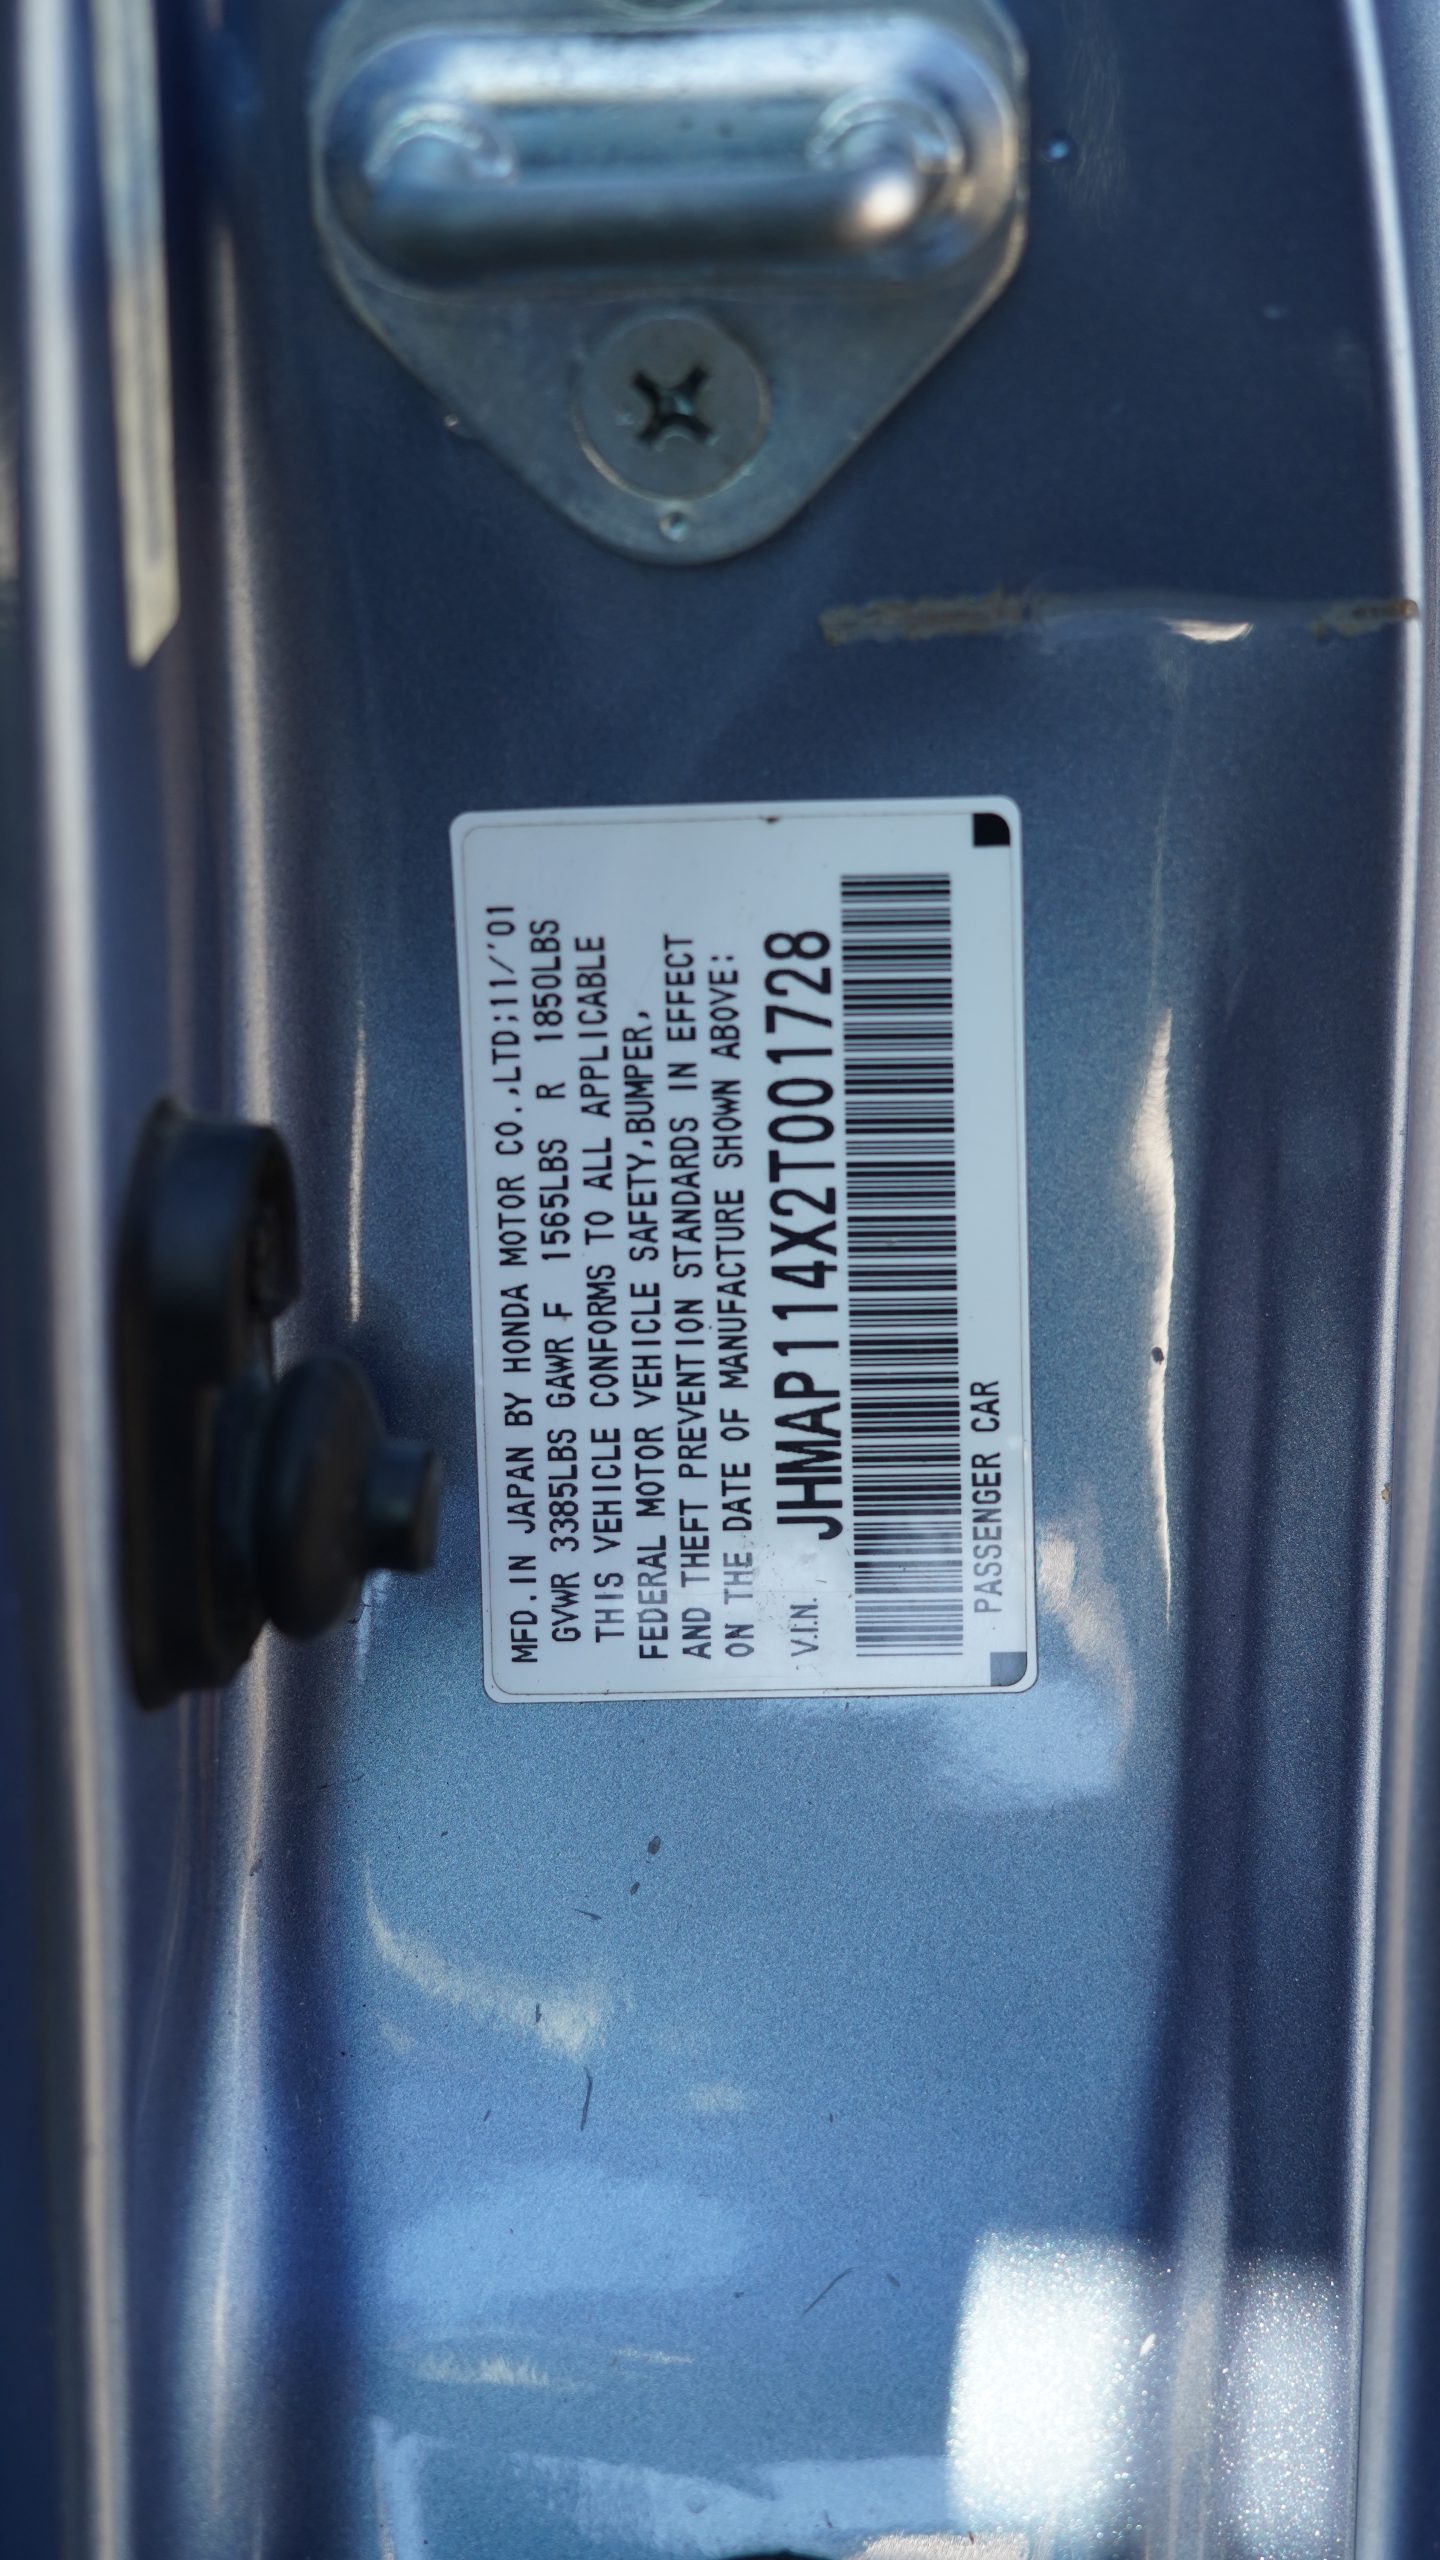 MFD. IN JAPAN BY HONDA MOTOR CO.,LTD;11/'01
GVWR 3385LBS GAWR F 1565LBS R 1850LBS
THIS VEHICLE CONFORMS TO ALL APPLICABLE
FEDERAL MOTOR VEHICLE SAFETY,BUMPER,
AND THEFT PREVENTION STANDARDS IN EFFECT
ON THE DATE OF MANUFACTURE SHOWN ABOVE:
V.I.N. JHMAP114X2T001728
PASSENGER CAR